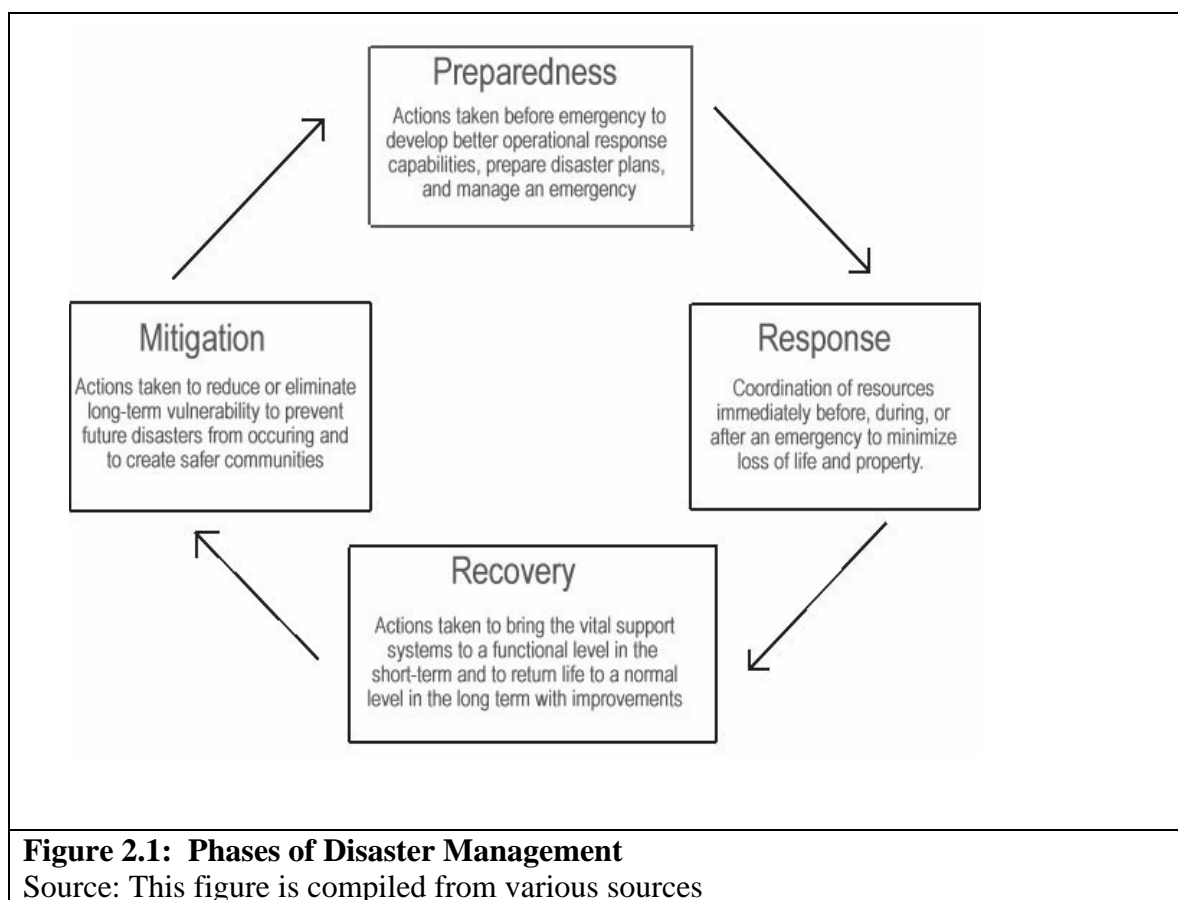 Preparedness
Actions taken before emergency to
develop better operational response
capabilities, prepare disaster plans,
and manage an emergency
Mitigation
Actions taken to reduce or eliminate
long-term vulnerability to prevent
future disasters from occuring and
to create safer communities
Response
Coordination of resources
immediately before, during, or
after an emergency to minimize
loss of life and property.
Recovery
Actions taken to bring the vital support
systems to a functional level in the
short-term and to return life to a normal
level in the long term with improvements
Figure 2.1: Phases of Disaster Management
Source: This figure is compiled from various sources